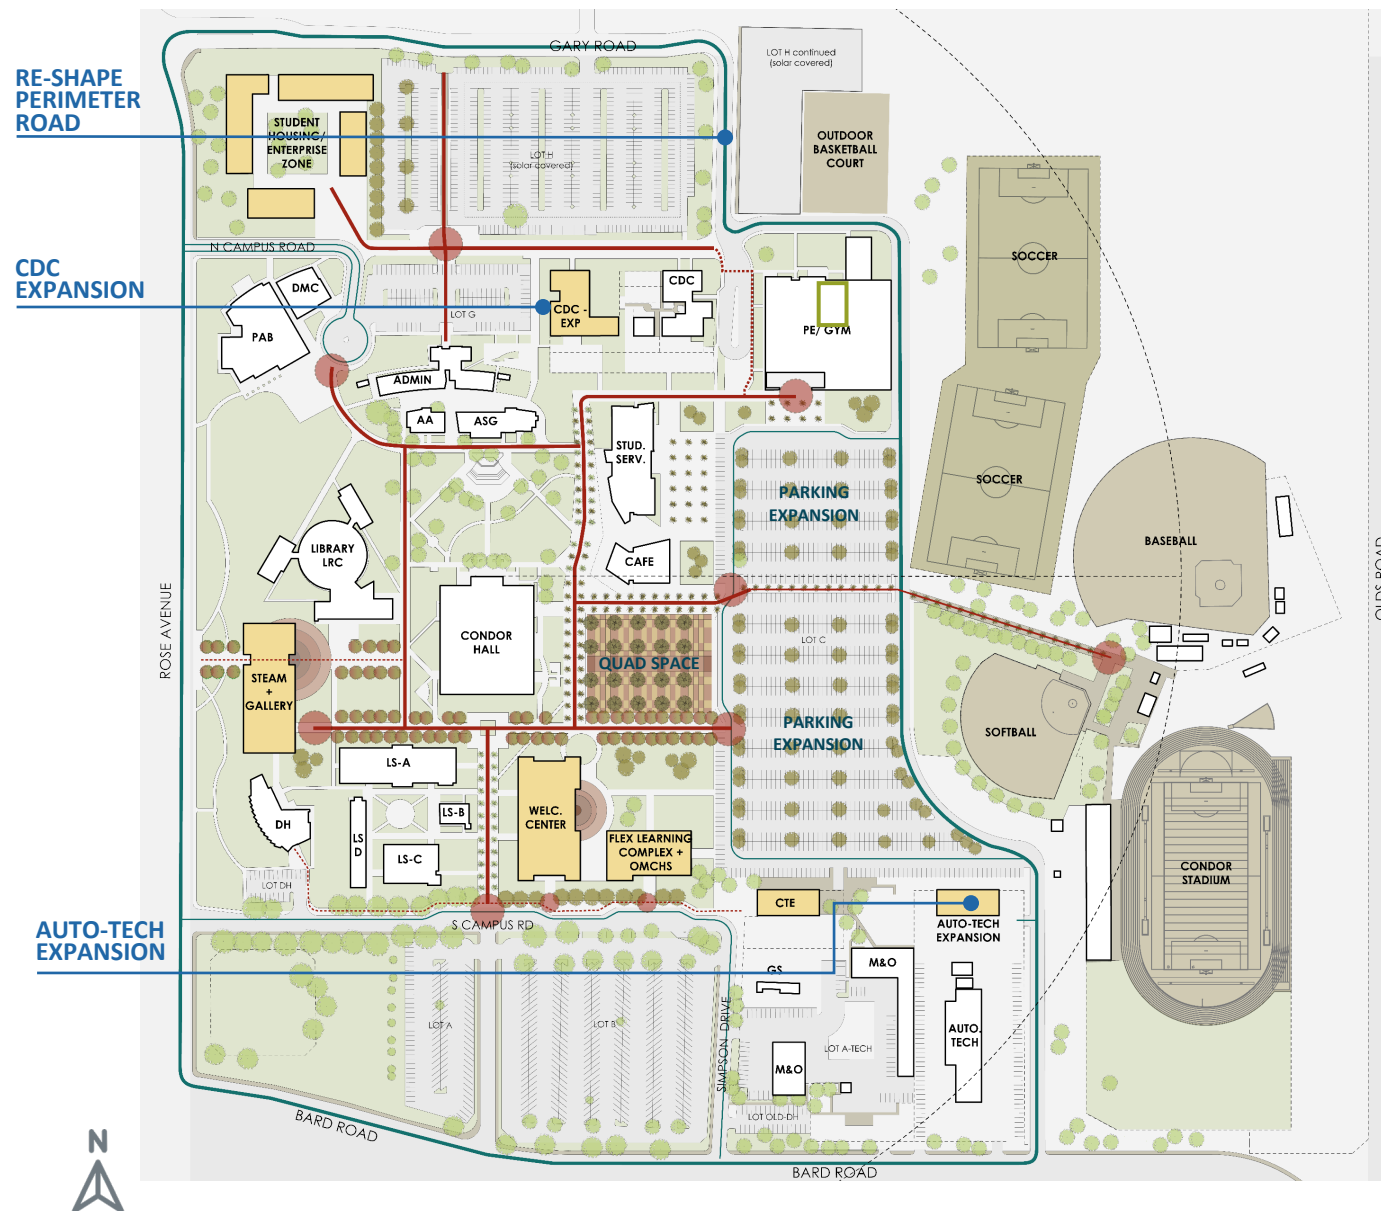 GARY ROAD
LOT H continued
(solar covered)
RE-SHAPE
PERIMETER
ROAD
STUDENT
HOUSING/
ENTERPRISE
ZONE
LOT H
(solar covered)
OUTDOOR
BASKETBALL
COURT
N CAMPUS ROAD
SOCCER
CDC
EXPANSION
DMC
CDC
CDC -
EXP
LOT G
PAB
PE/ GYM
ADMIN
AA
ASG
STUD.
SERV.
SOCCER
PARKING
EXPANSION
LIBRARY
LRC
CAFE
BASEBALL
OLDS ROAD
ROSE AVENUE
CONDOR
HALL
LOT C
QUAD SPACE
STEAM
+
GALLERY
PARKING
EXPANSION
SOFTBALL
LS-A
DH
LS
D
LS-B
LS-C
WELC.
CENTER
FLEX LEARNING
COMPLEX +
OMCHS
CONDOR
STADIUM
LOT DH
CTE
AUTO-TECH
EXPANSION
S CAMPUS RD
AUTO-TECH
EXPANSION
GS
M&O
LOT A
LOT B
SIMPSON DRIVE
LOT A-TECH
AUTO.
TECH
M&O
LOT OLD-DH
BARD ROAD
BARD ROAD
N